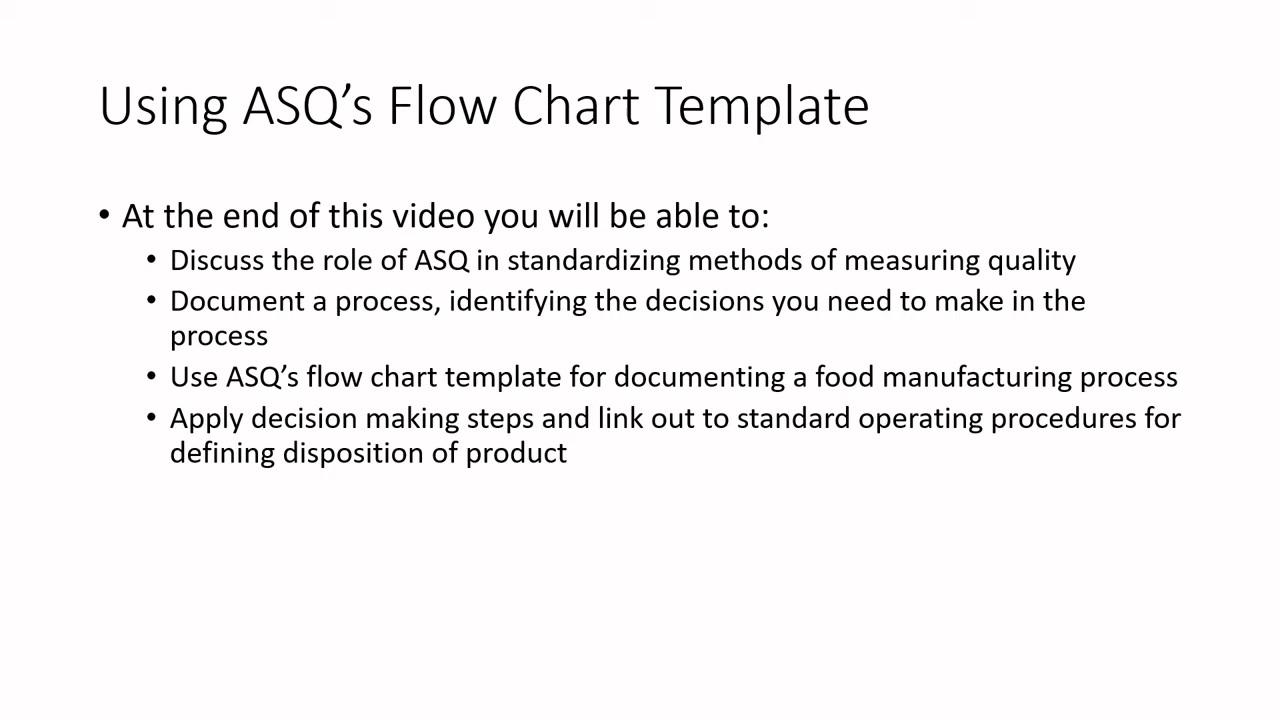 Using ASQ’s Flow Chart Template
• At the end of this video you will be able to:
• Discuss the role of ASQ in standardizing methods of measuring quality
• Document a process, identifying the decisions you need to make in the
process
• Use ASQ’s flow chart template for documenting a food manufacturing process
• Apply decision making steps and link out to standard operating procedures for
defining disposition of product